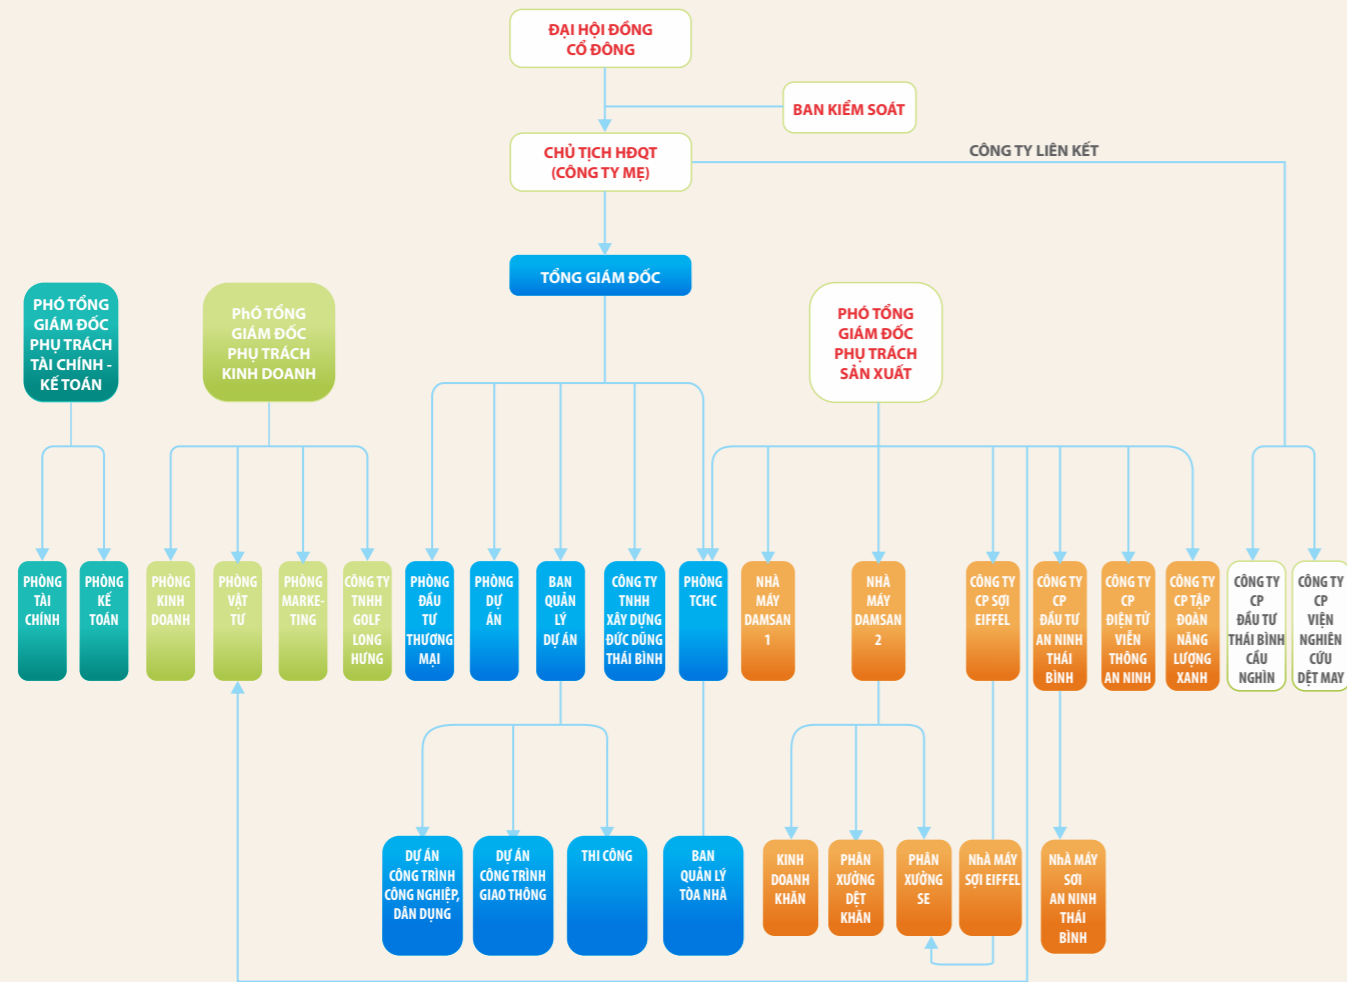 ĐẠI HỘI ĐỒNG
CỔ ĐÔNG
BAN KIỂM SOÁT
CHỦ TỊCH HĐQT
(CÔNG TY MẸ)
CÔNG TY LIÊN KẾT
TỔNG GIÁM ĐỐC
PHÓ TỔNG
GIÁM ĐỐC
PHỤ TRÁCH
TÀI CHÍNH -
KẾ TOÁN
PhÓ TỔNG
GIÁM ĐỐC
PHỤ TRÁCH
KINH DOANH
PHÓ TỔNG
GIÁM ĐỐC
PHỤ TRÁCH
SẢN XUẤT
PHÒNG
TÀI
CHÍNH
PHÒNG
KẾ
TOÁN
PHÒNG
KINH
DOANH
PHÒNG
VẬT
TƯ
PHÒNG
MARKE-
TING
CÔNG TY
TNHH
GOLF
LONG
HƯNG
PHÒNG
ĐẦU
TƯ
THƯƠNG
MẠI
PHÒNG
DỰ
ÁN
BAN
QUẢN
LÝ
DỰ ÁN
CÔNG TY
TNHH
XÂY DỰNG
ĐỨC DŨNG
THÁI BÌNH
PHÒNG
TCHC
NHÀ
MÁY
DAMSAN
1
NHÀ
MÁY
DAMSAN
2
CÔNG TY
CP SỢI
EIFFEL
CÔNG TY
CP
ĐẦU TƯ
AN NINH
THÁI
BÌNH
CÔNG TY
CP
ĐIỆN TỬ
VIỄN
THÔNG
AN NINH
CÔNG TY
CP TẬP
ĐOÀN
NĂNG
LƯỢNG
XANH
CÔNG TY
CP
ĐẦU TƯ
THÁI BÌNH
CẦU
NGHÌN
CÔNG TY
CP
VIỆN
NGHIÊN
CỨU
DỆT MAY
DỰ ÁN
CÔNG TRÌNH
CÔNG NGHIỆP,
DÂN DỤNG
DỰ ÁN
CÔNG TRÌNH
GIAO THÔNG
THI CÔNG
BAN
QUẢN LÝ
TÒA NHÀ
KINH
DOANH
KHĂN
PHÂN
XƯỞNG
DỆT
KHĂN
PHÂN
XƯỞNG
SE
NhÀ MÁY
SỢI EIFFEL
NhÀ MÁY
SƠI
AN NINH
THÁI
BÌNH